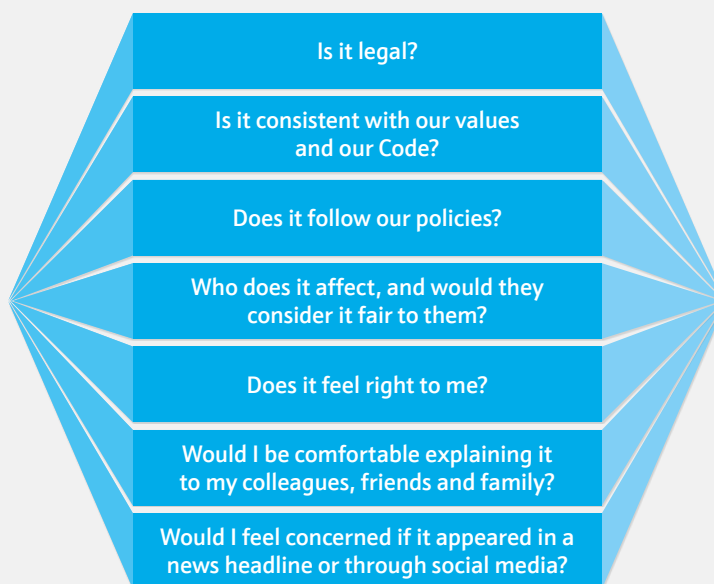 Is it legal?
Is it consistent with our values
and our Code?
Does it follow our policies?
Who does it affect, and would they
consider it fair to them?
Does it feel right to me?
Would I be comfortable explaining it
to my colleagues, friends and family?
Would I feel concerned if it appeared in a
news headline or through social media?